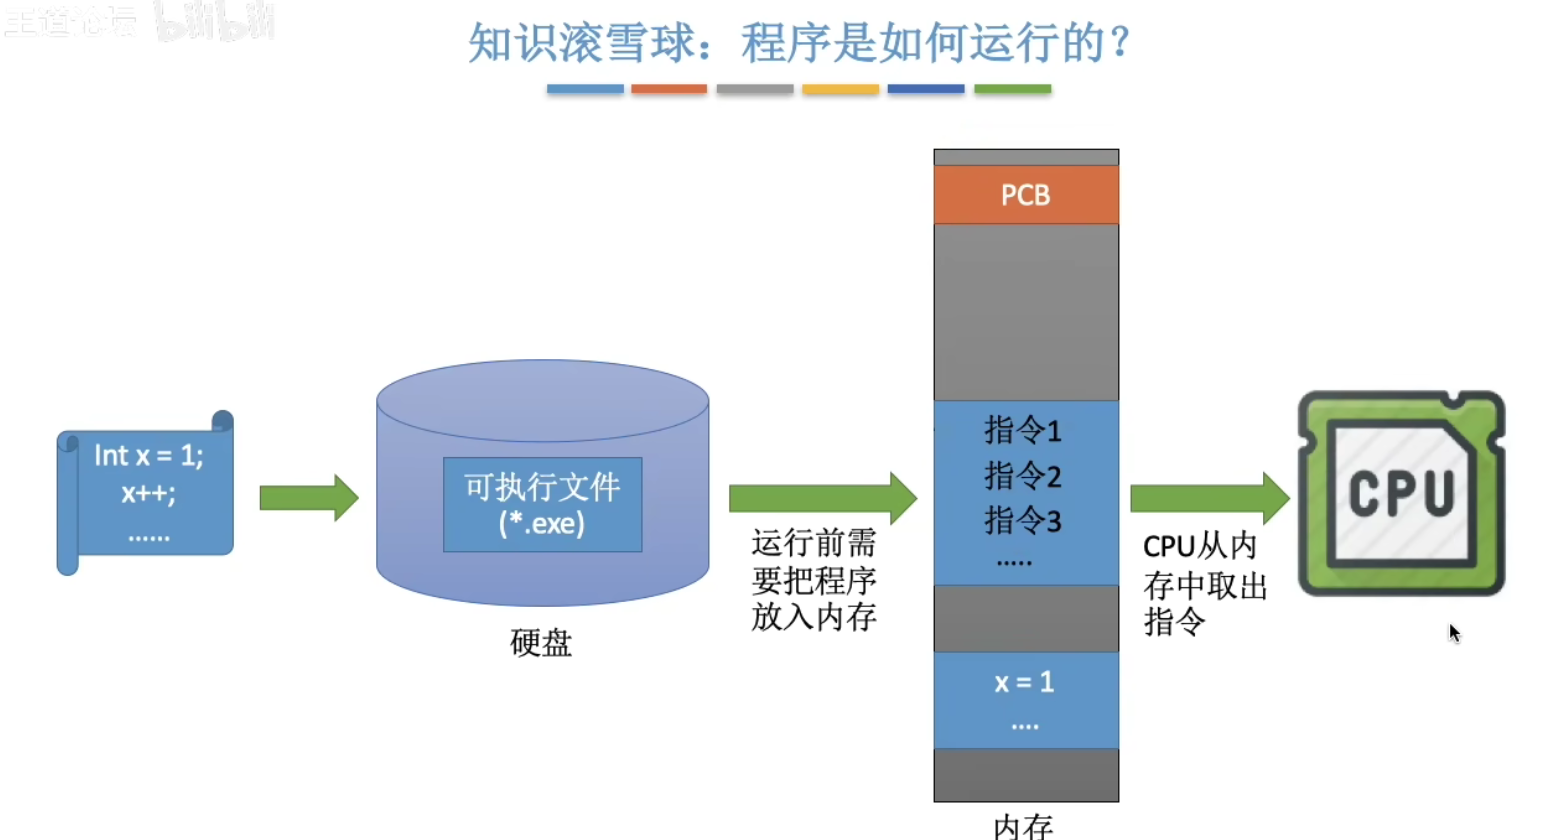 王道论坛 bilibili
知识滚雪球：程序是如何运行的？
PCB
Int x = 1;
x++;
......
可执行文件
(*.exe)
硬盘
运行前需
要把程序
放入内存
指令1
指令2
指令3
.....
x = 1
....
内存
CPU从内
存中取出
指令
CPU